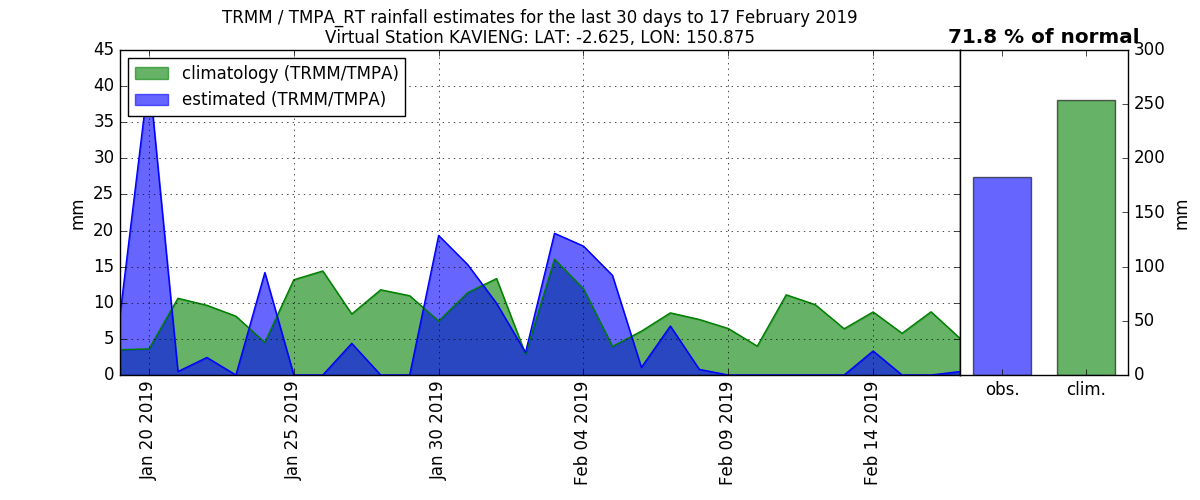 TRMM / TMPA_RT rainfall estimates for the last 30 days to 17 February 2019
Virtual Station KAVIENG: LAT: -2.625, LON: 150.875
71.8 % of normal
climatology (TRMM/TMPA)
estimated (TRMM/TMPA)
45
40
35
30
25
20
15
10
5
0
mm
Jan 20 2019
Jan 25 2019
Jan 30 2019
Feb 04 2019
Feb 09 2019
Feb 14 2019
obs.
clim.
300
250
200
150
100
50
0
mm